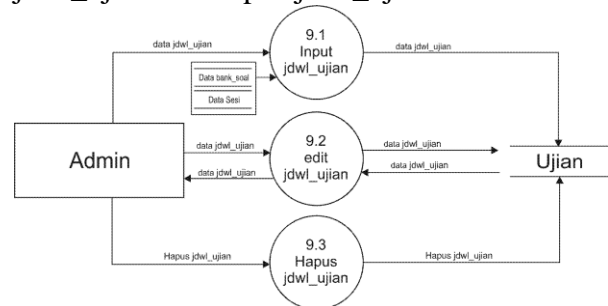 9.1
Input
jdwl_ujian
data jdwl_ujian
data jdwl_ujian
Data bank_soal
Data Sesi
Admin
data jdwl_ujian
data jdwl_ujian
9.2
edit
jdwl_ujian
data jdwl_ujian
data jdwl_ujian
Ujian
Hapus jdwl_ujian
9.3
Hapus
jdwl_ujian
Hapus jdwl_ujian